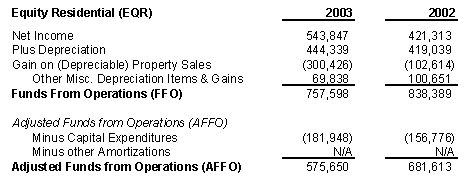 Equity Residential (EQR) 2003 2002
Net Income 543,847 421,313
Plus Depreciation 444,339 419,039
Gain on (Depreciable) Property Sales (300,426) (102,614)
Other Misc. Depreciation Items & Gains 69,838 100,651
Funds From Operations (FFO) 757,598 838,389
Adjusted Funds from Operations (AFFO)
Minus Capital Expenditures (181,948) (156,776)
Minus other Amortizations N/A N/A
Adjusted Funds from Operations (AFFO) 575,650 681,613